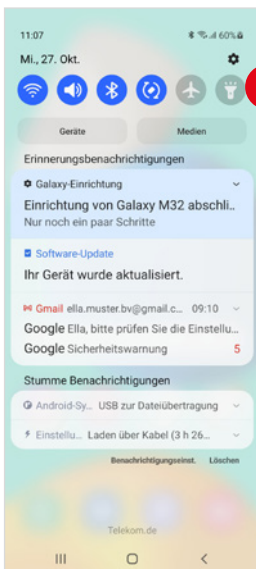 11:07 60%
Mi., 27. Okt.
Geräte Medien
Erinnerungsbenachrichtigungen
Galaxy-Einrichtung
Einrichtung von Galaxy M32 abschli..
Nur noch ein paar Schritte
Software-Update
Ihr Gerät wurde aktualisiert.
Gmail ella.muster.bv@gmail.c... 09:10
Google Ella, bitte prüfen Sie die Einstellu...
Google Sicherheitswarnung 5
Stumme Benachrichtigungen
Android-Sy... USB zur Dateiübertragung
Einstellu... Laden über Kabel (3 h 26...
Benachrichtigungseinst. Löschen
Telekom.de